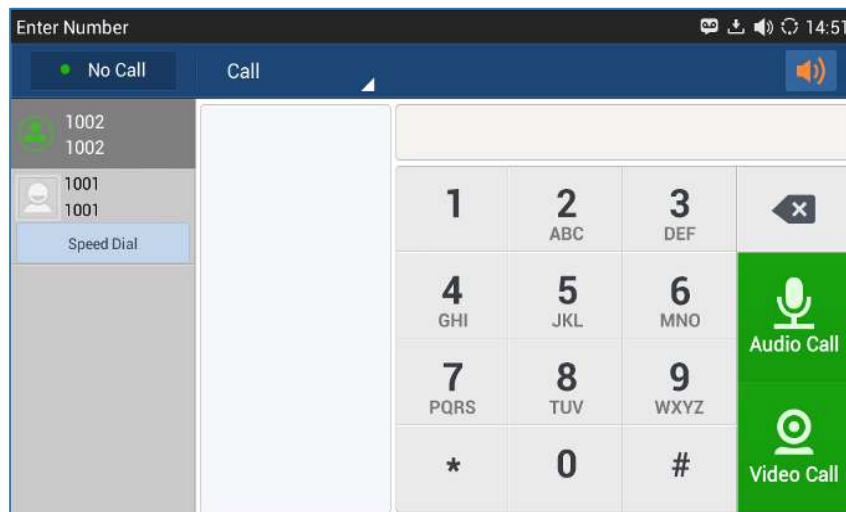 Enter Number
14:51
No Call
Call
1002
1002
1001
1001
Speed Dial
1
2
ABC
3
DEF
4
GHI
5
JKL
6
MNO
Audio Call
7
PQRS
8
TUV
9
WXYZ
*
0
#
Video Call